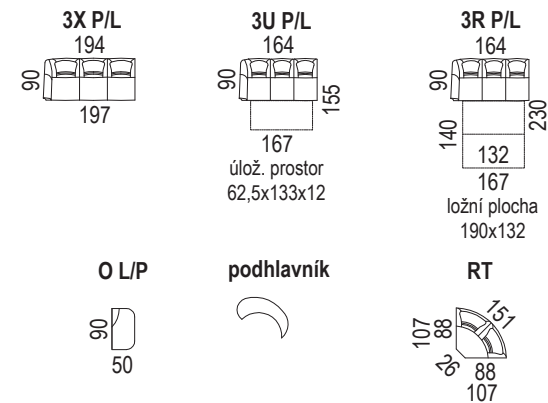 3X P/L
194
90
197
3U P/L
164
90
155
167
úlož. prostor
62,5x133x12
3R P/L
164
90
230
140
132
167
ložní plocha
190x132
O L/P
90
50
podhlavník
RT
151
107
88
26
88
107